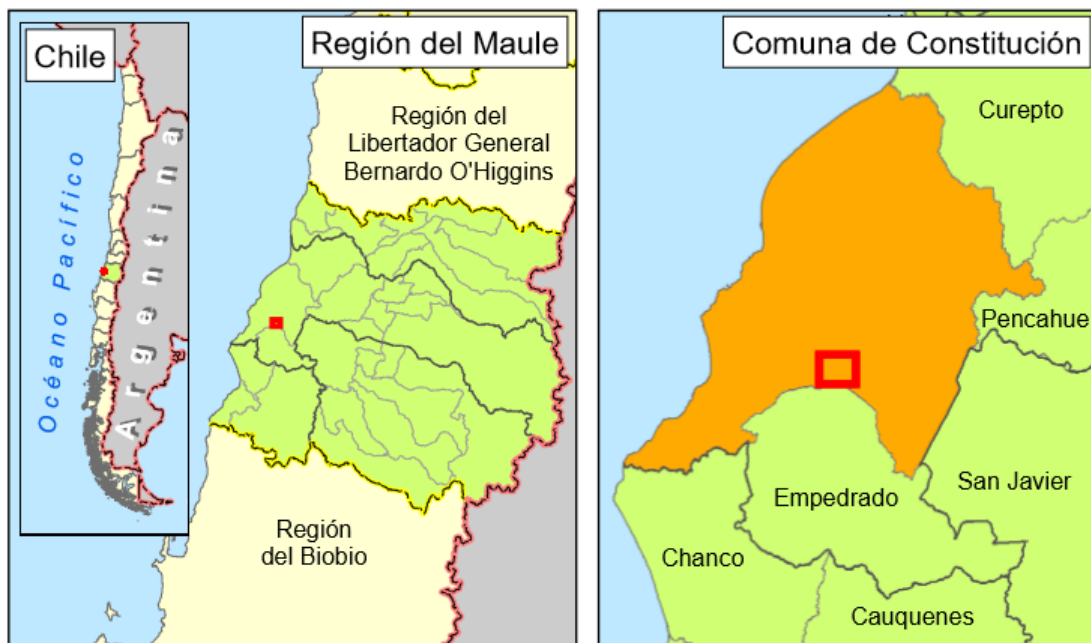 Chile
Océano Pacífico
Argentina
Región del Maule
Región del
Libertador General
Bernardo O'Higgins
Región
del Biobio
Comuna de Constitución
Curepto
Pencahue
San Javier
Empedrado
Chanco
Cauquenes